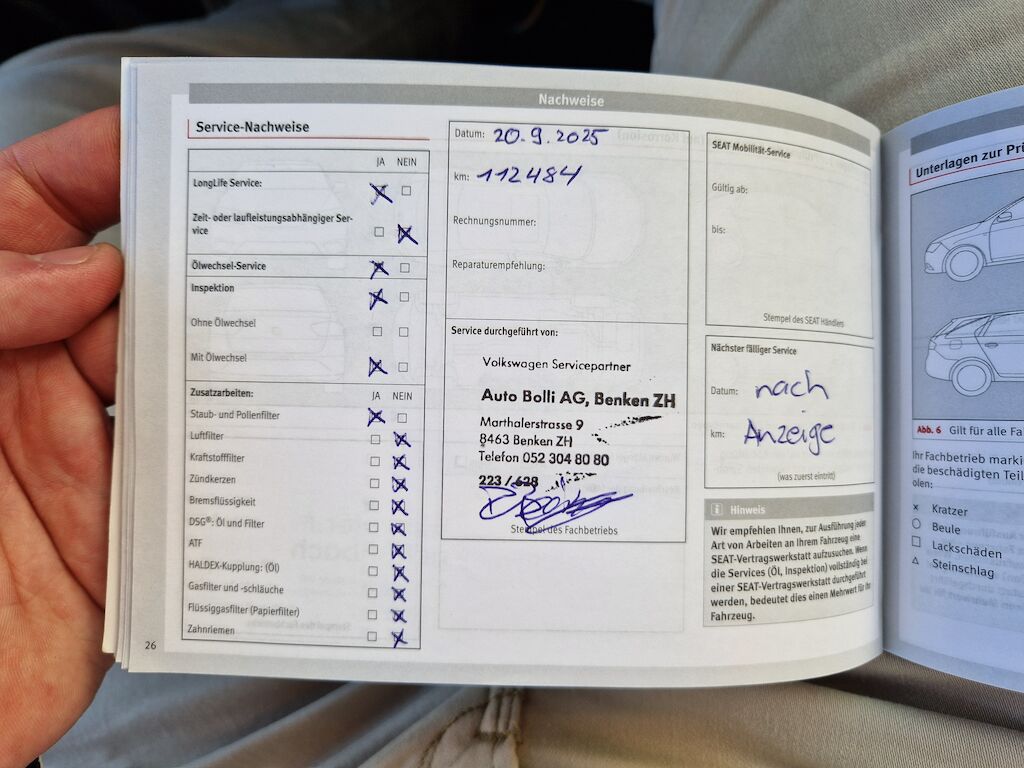 Nachweise
Service-Nachweise
JA NEIN
LongLife Service:
Zeit- oder laufleistungsabhängiger Ser-
vice
Ölwechsel-Service
Inspektion
Ohne Ölwechsel
Mit Ölwechsel
Zusatzarbeiten: JA NEIN
Staub- und Pollenfilter
Luftfilter
Kraftstofffilter
Zündkerzen
Bremsflüssigkeit
DSG®: Öl und Filter
ATF
HALDEX-Kupplung: (Öl)
Gasfilter und -schläuche
Flüssiggasfilter (Papierfilter)
Zahnriemen
26
Datum: 20.9.2025
km: 112484
Rechnungsnummer:
Reparaturempfehlung:
Service durchgeführt von:
Volkswagen Servicepartner
Auto Bolli AG, Benken ZH
Marthalerstrasse 9
8463 Benken ZH
Telefon 052 304 80 80
223 / 628
Stempel des Fachbetriebs
SEAT Mobilität-Service
Gültig ab:
bis:
Stempel des SEAT Händlers
Nächster fälliger Service
Datum: nach
km: Anzeige
(was zuerst eintritt)
Hinweis
Wir empfehlen Ihnen, zur Ausführung jeder
Art von Arbeiten an Ihrem Fahrzeug eine
SEAT-Vertragswerkstatt aufzusuchen. Wenn
die Services (Öl, Inspektion) vollständig bei
einer SEAT-Vertragswerkstatt durchgeführt
werden, bedeutet dies einen Mehrwert für Ihr
Fahrzeug.
Unterlagen zur Prü
Abb. 6 Gilt für alle Fa
Ihr Fachbetrieb marki
die beschädigten Teil
olen:
Kratzer
Beule
Lackschäden
Steinschlag